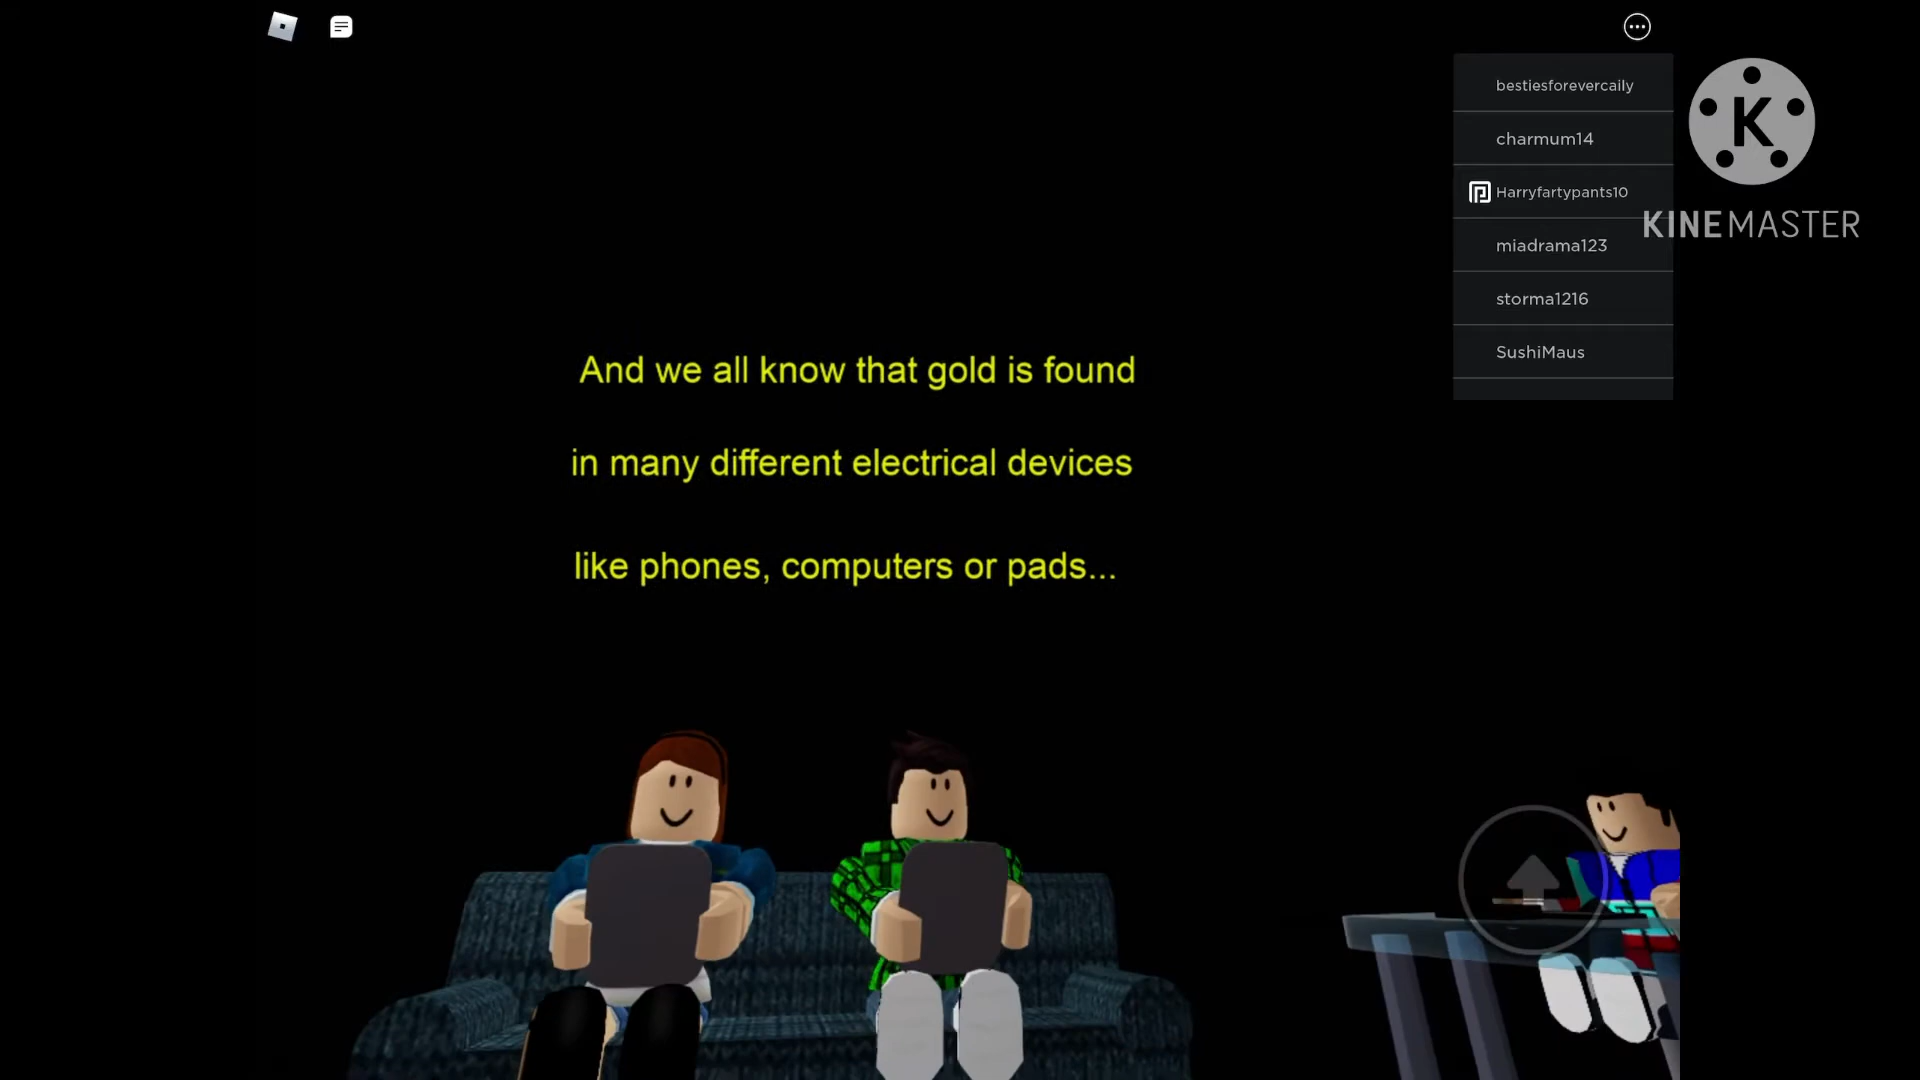 bestiesforevercaily
charmum14
Harryfartypants10
miadrama123
storma1216
SushiMaus
K
KINEMASTER
And we all know that gold is found
in many different electrical devices
like phones, computers or pads...